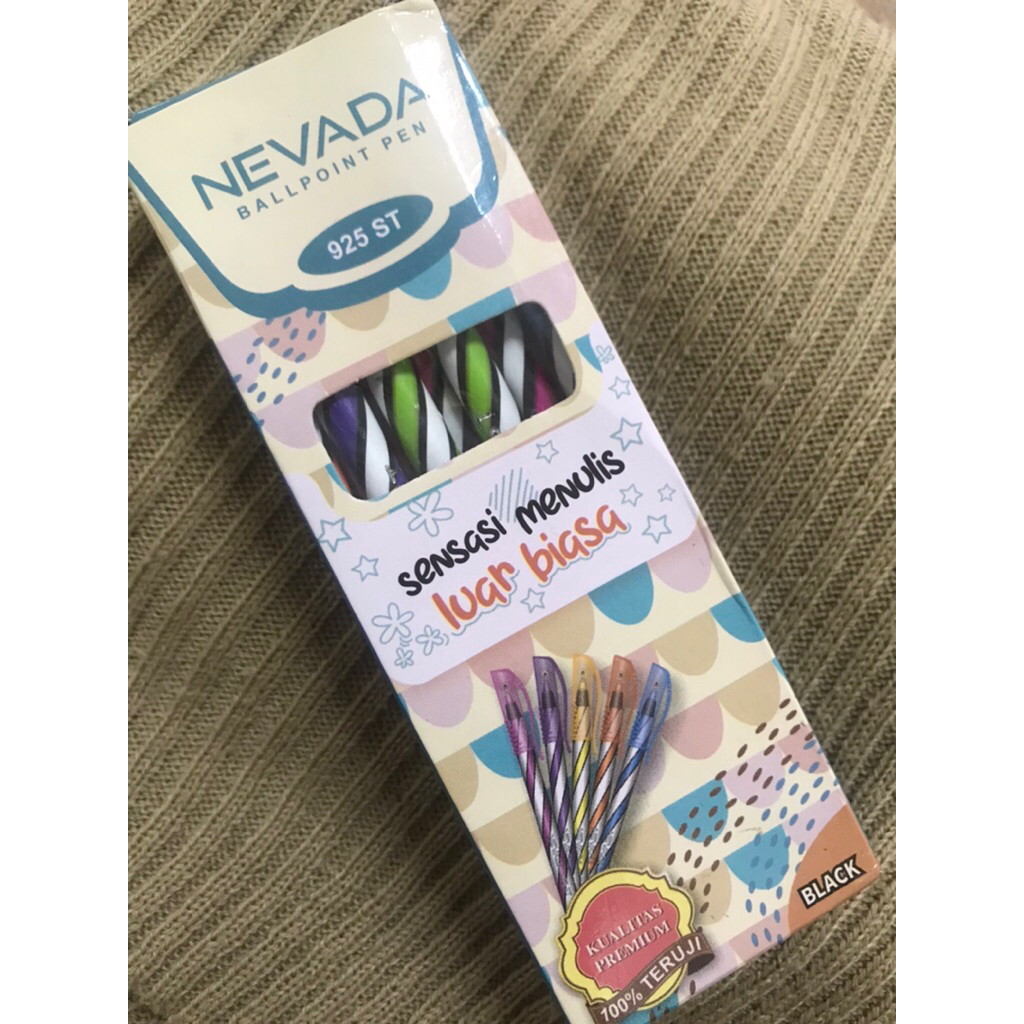 NEVADA
BALLPOINT PEN
925 ST
sensasi menulis
luar biasa
KUALITAS
PREMIUM
100% TERUJI
BLACK